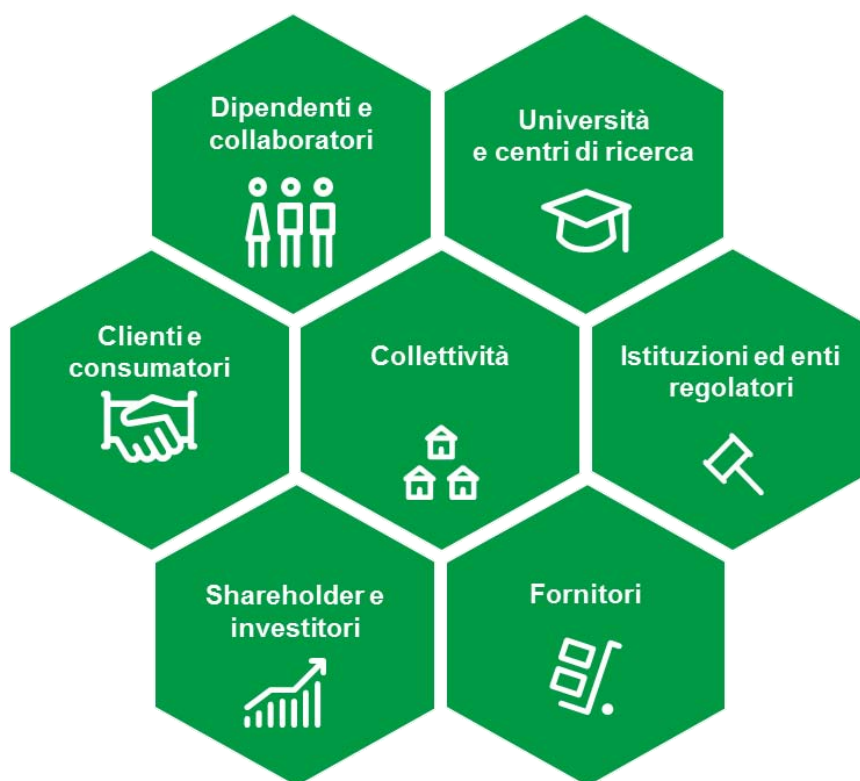 Dipendenti e
collaboratori
Università
e centri di ricerca
Clienti e
consumatori
Collettività
Istituzioni ed enti
regolatori
Shareholder e
investitori
Fornitori